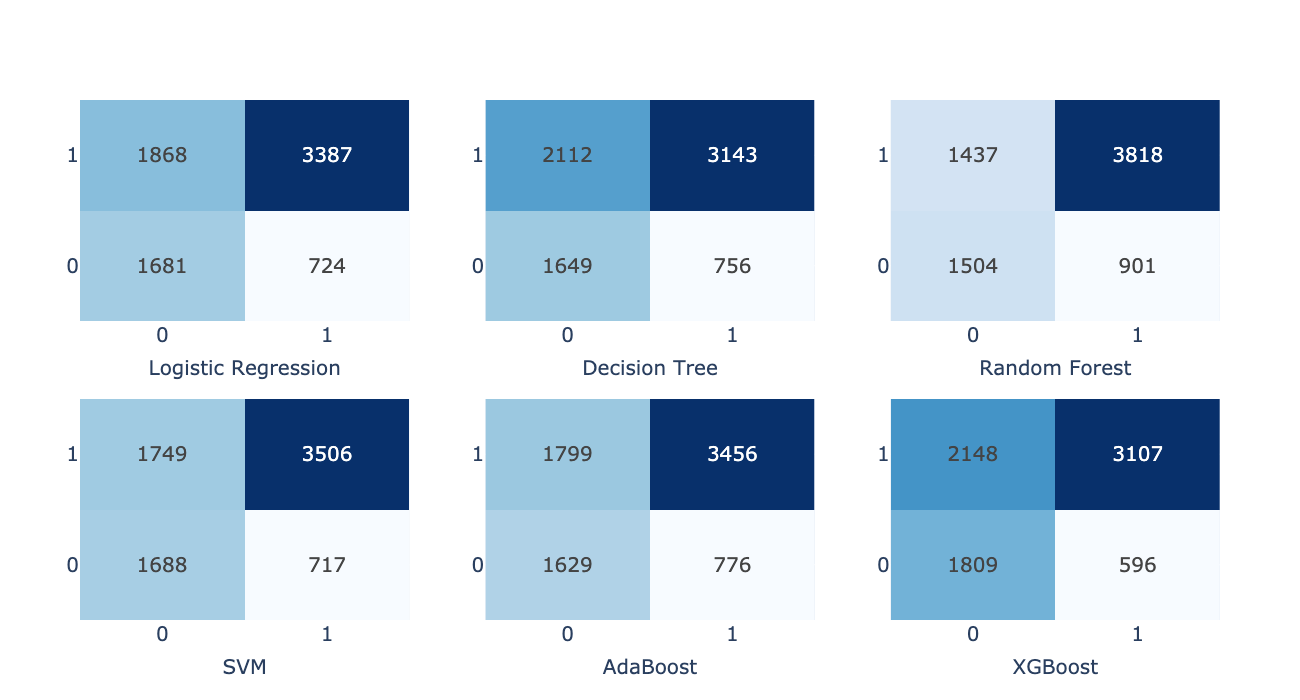 1 1868 3387 1 2112 3143 1 1437 3818
0 1681 724 0 1649 756 0 1504 901
0 1 0 1 0 1
Logistic Regression Decision Tree Random Forest
1 1749 3506 1 1799 3456 1 2148 3107
0 1688 717 0 1629 776 0 1809 596
0 1 0 1 0 1
SVM AdaBoost XGBoost